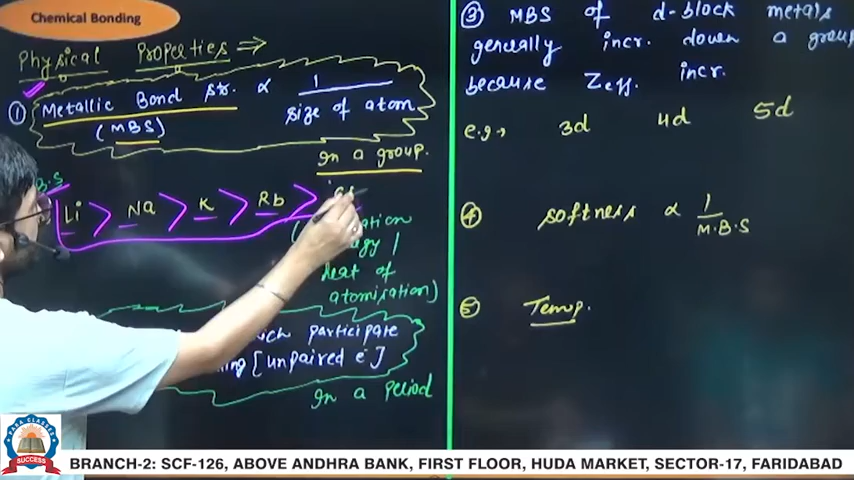 Chemical Bonding
Physical Properties ⇒
① Metallic Bond str. ∝ 1 / size of atom
(MBS)
In a group.
B.S
Li > Na > K > Rb >
heat of
atomisation)
participate
[unpaired e⁻]
In a period
③ MBS of d-block metals
generally incr. down a group
because Zeff. incr.
e.g→ 3d 4d 5d
④ softness ∝ 1 / M.B.S
⑤ Temp.
PARA CLASSES
SUCCESS
BRANCH-2: SCF-126, ABOVE ANDHRA BANK, FIRST FLOOR, HUDA MARKET, SECTOR-17, FARIDABAD